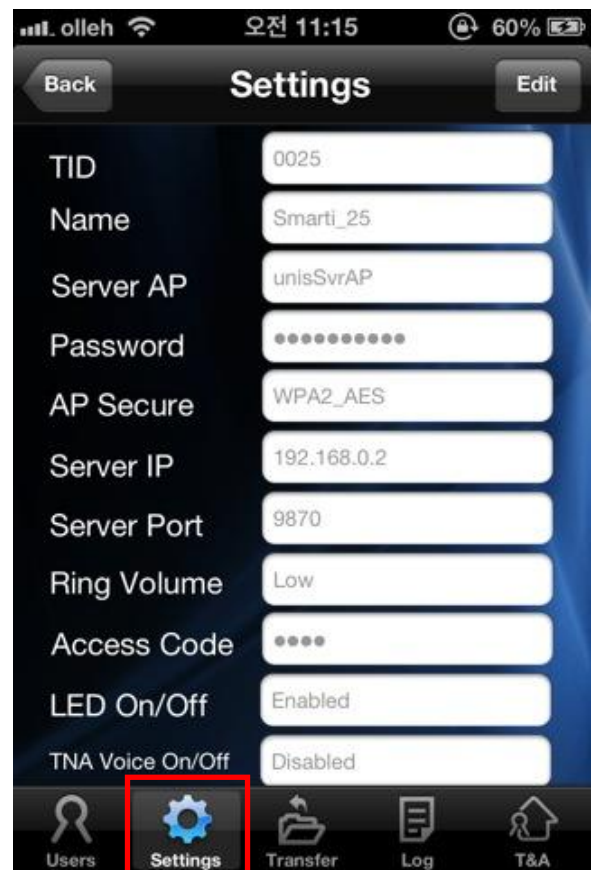 olleh 오전 11:15 60%
Back Settings Edit
TID 0025
Name Smarti_25
Server AP unisSvrAP
Password ●●●●●●●●●●
AP Secure WPA2_AES
Server IP 192.168.0.2
Server Port 9870
Ring Volume Low
Access Code ●●●●
LED On/Off Enabled
TNA Voice On/Off Disabled
Users Settings Transfer Log T&A